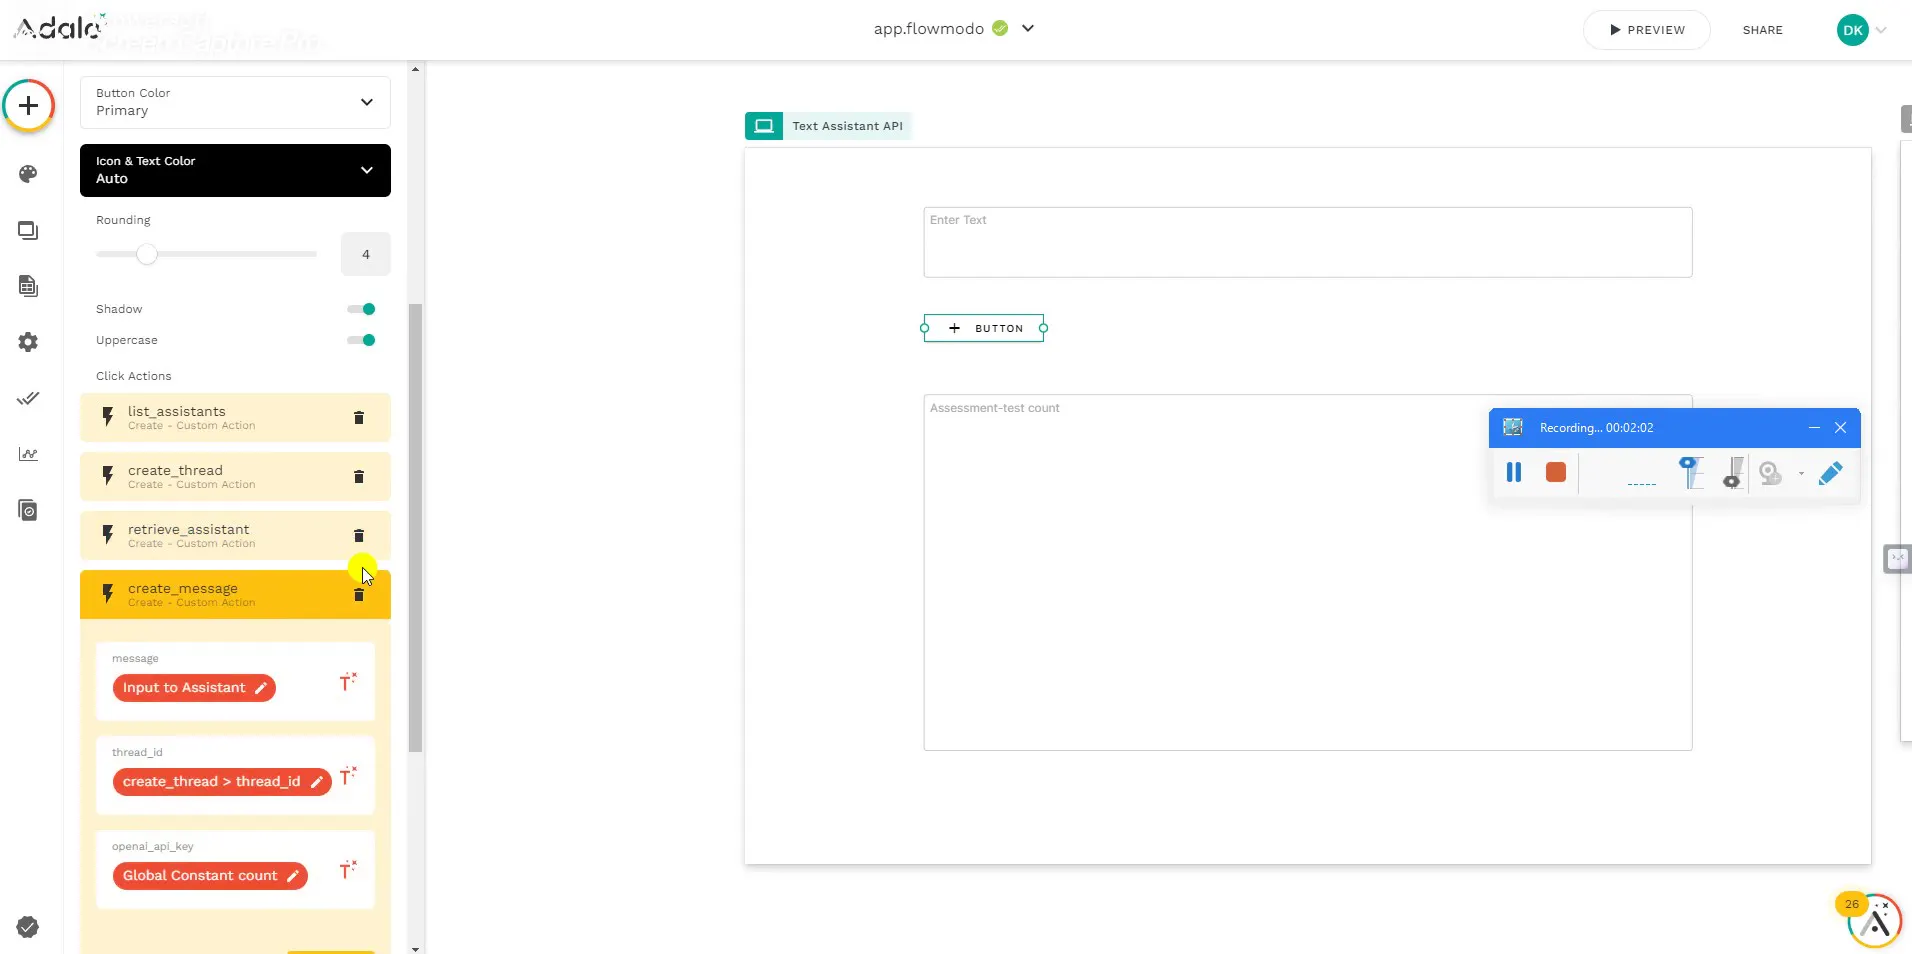 Adalo
app.flowmodo
PREVIEW
SHARE
DK
Button Color
Primary
Icon & Text Color
Auto
Rounding
4
Shadow
Uppercase
Click Actions
list_assistants
Create - Custom Action
create_thread
Create - Custom Action
retrieve_assistant
Create - Custom Action
create_message
Create - Custom Action
message
Input to Assistant
thread_id
create_thread > thread_id
openai_api_key
Global Constant count
Text Assistant API
Enter Text
BUTTON
Assessment-test count
Recording... 00:02:02
26